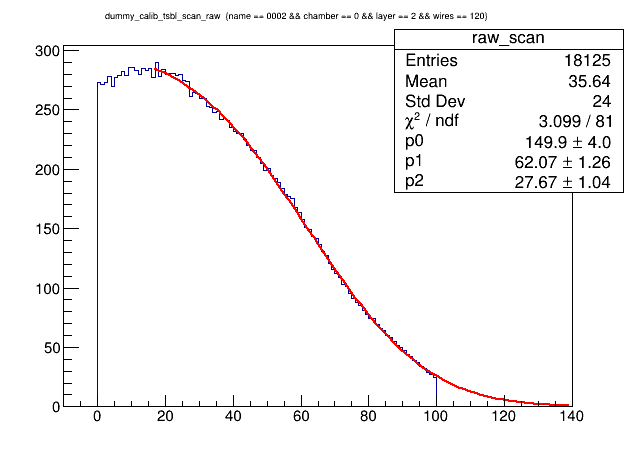 dummy_calib_tsbl_scan_raw (name == 0002 && chamber == 0 && layer == 2 && wires == 120)
raw_scan
Entries 18125
Mean 35.64
Std Dev 24
χ² / ndf 3.099 / 81
p0 149.9 ± 4.0
p1 62.07 ± 1.26
p2 27.67 ± 1.04
300
250
200
150
100
50
0
0 20 40 60 80 100 120 140